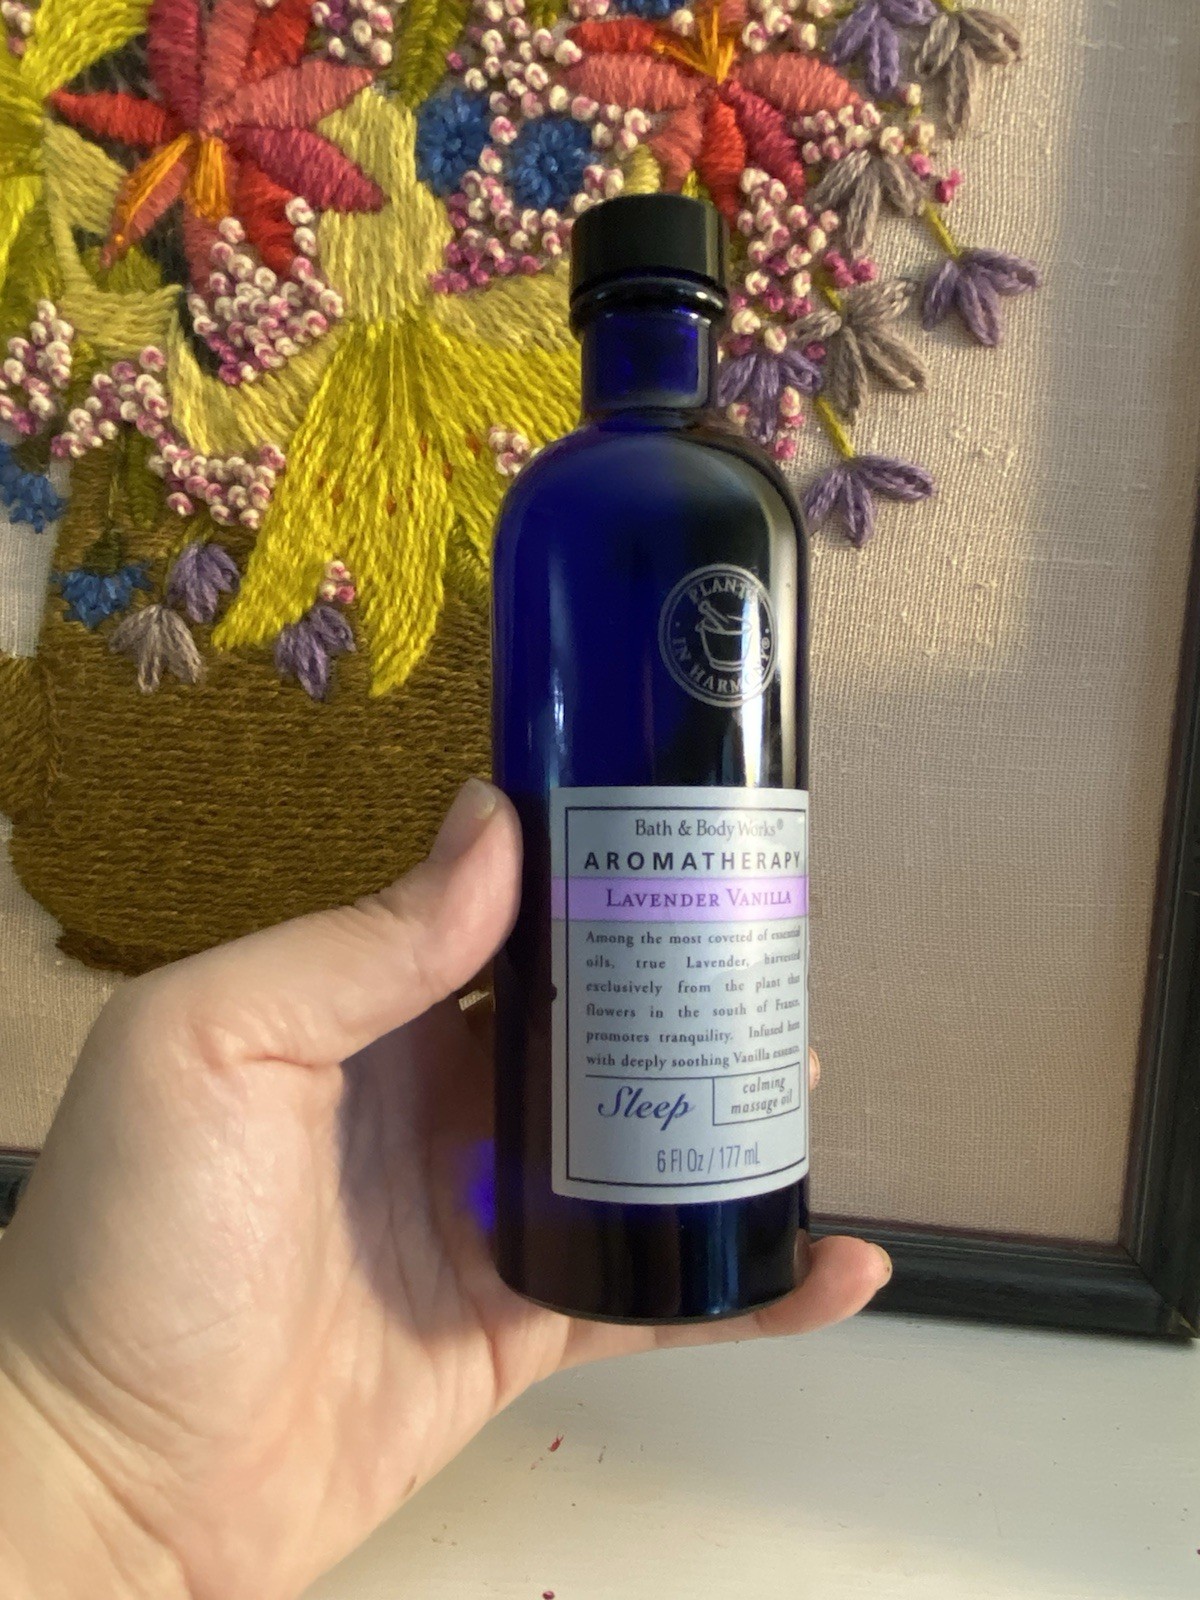 PLANTS
IN HARMONY®
Bath & Body Works®
AROMATHERAPY
LAVENDER VANILLA
Among the most coveted of essential
oils, true Lavender, harvested
exclusively from the plant that
flowers in the south of France,
promotes tranquility. Infused here
with deeply soothing Vanilla essence.
Sleep
calming
massage oil
6 Fl Oz / 177 mL